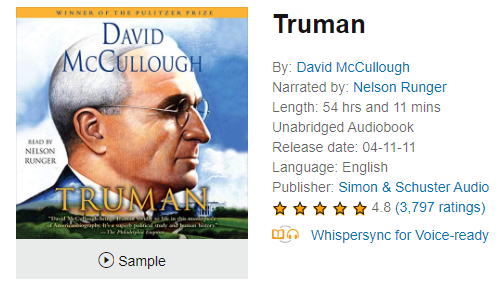 WINNER OF THE PULITZER PRIZE
DAVID
McCULLOUGH
READ BY
NELSON
RUNGER
TRUMAN
"David McCullough brings Truman to life in this masterpiece
of American biography. It's a superb political study and human history."
—The Philadelphia Inquirer
Sample
Truman
By: David McCullough
Narrated by: Nelson Runger
Length: 54 hrs and 11 mins
Unabridged Audiobook
Release date: 04-11-11
Language: English
Publisher: Simon & Schuster Audio
4.8 (3,797 ratings)
Whispersync for Voice-ready